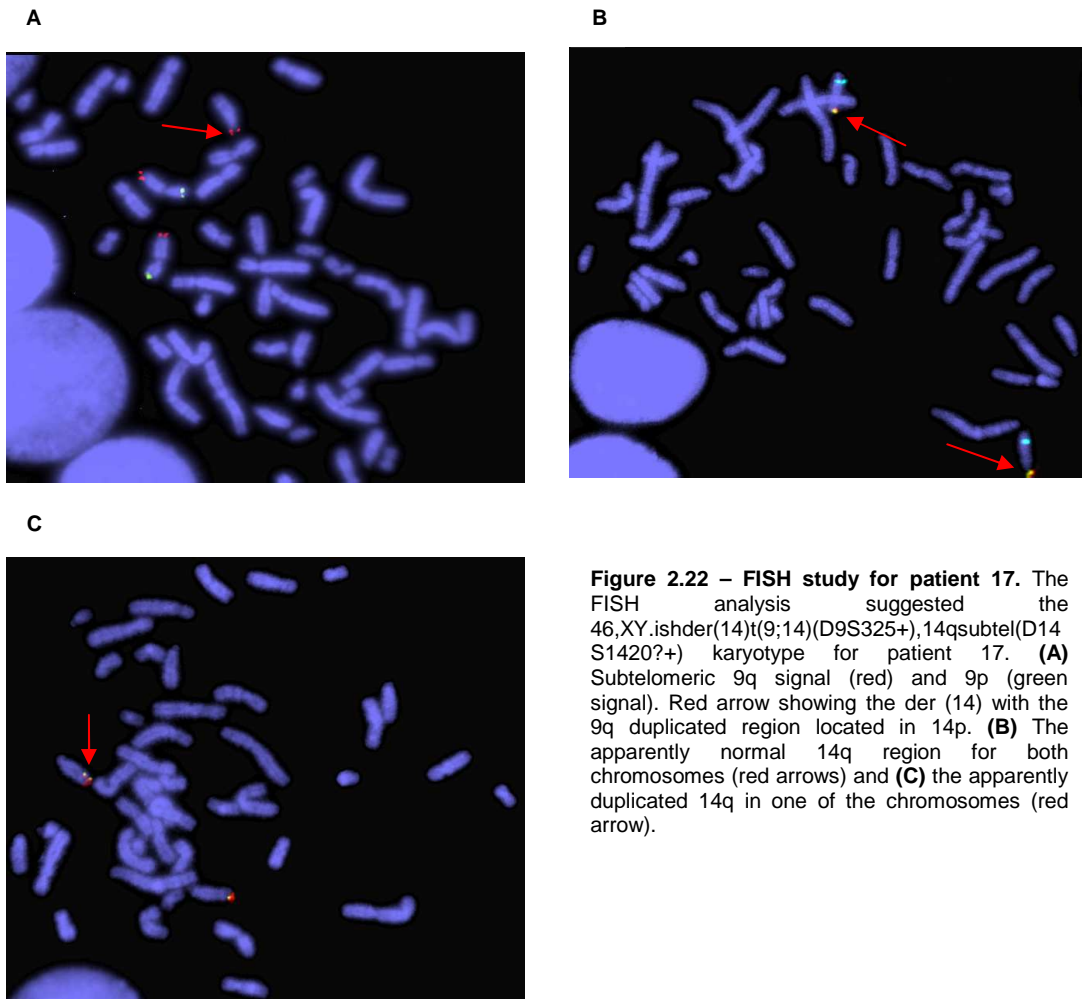 A
B
C
Figure 2.22 – FISH study for patient 17. The
FISH analysis suggested the
46,XY.ishder(14)t(9;14)(D9S325+),14qsubtel(D14
S1420?+) karyotype for patient 17. (A)
Subtelomeric 9q signal (red) and 9p (green
signal). Red arrow showing the der (14) with the
9q duplicated region located in 14p. (B) The
apparently normal 14q region for both
chromosomes (red arrows) and (C) the apparently
duplicated 14q in one of the chromosomes (red
arrow).